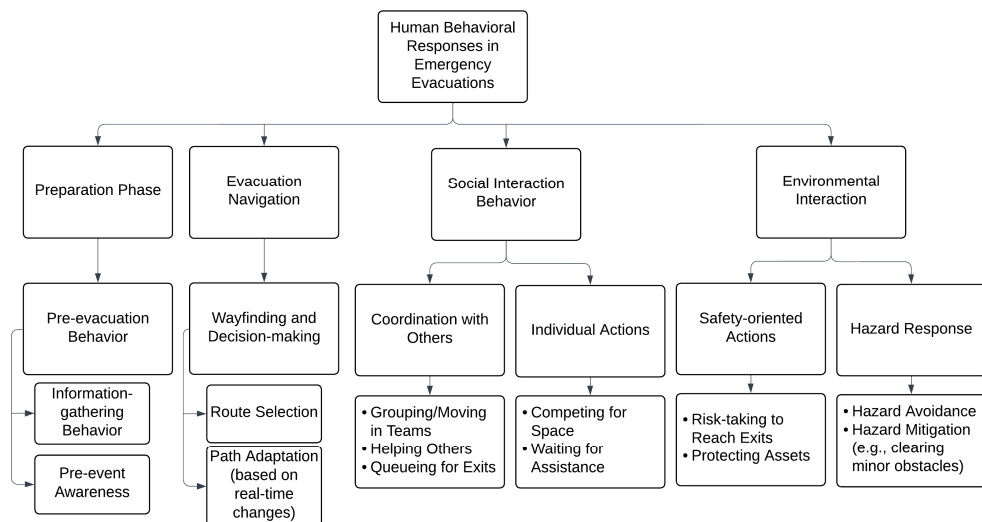 Human Behavioral
Responses in
Emergency
Evacuations
Preparation Phase
Evacuation
Navigation
Social Interaction
Behavior
Environmental
Interaction
Pre-evacuation
Behavior
Wayfinding and
Decision-making
Coordination with
Others
Individual Actions
Safety-oriented
Actions
Hazard Response
Information-
gathering
Behavior
Pre-event
Awareness
Route Selection
Path Adaptation
(based on
real-time
changes)
• Grouping/Moving
in Teams
• Helping Others
• Queueing for Exits
• Competing for
Space
• Waiting for
Assistance
• Risk-taking to
Reach Exits
• Protecting Assets
• Hazard Avoidance
• Hazard Mitigation
(e.g., clearing
minor obstacles)